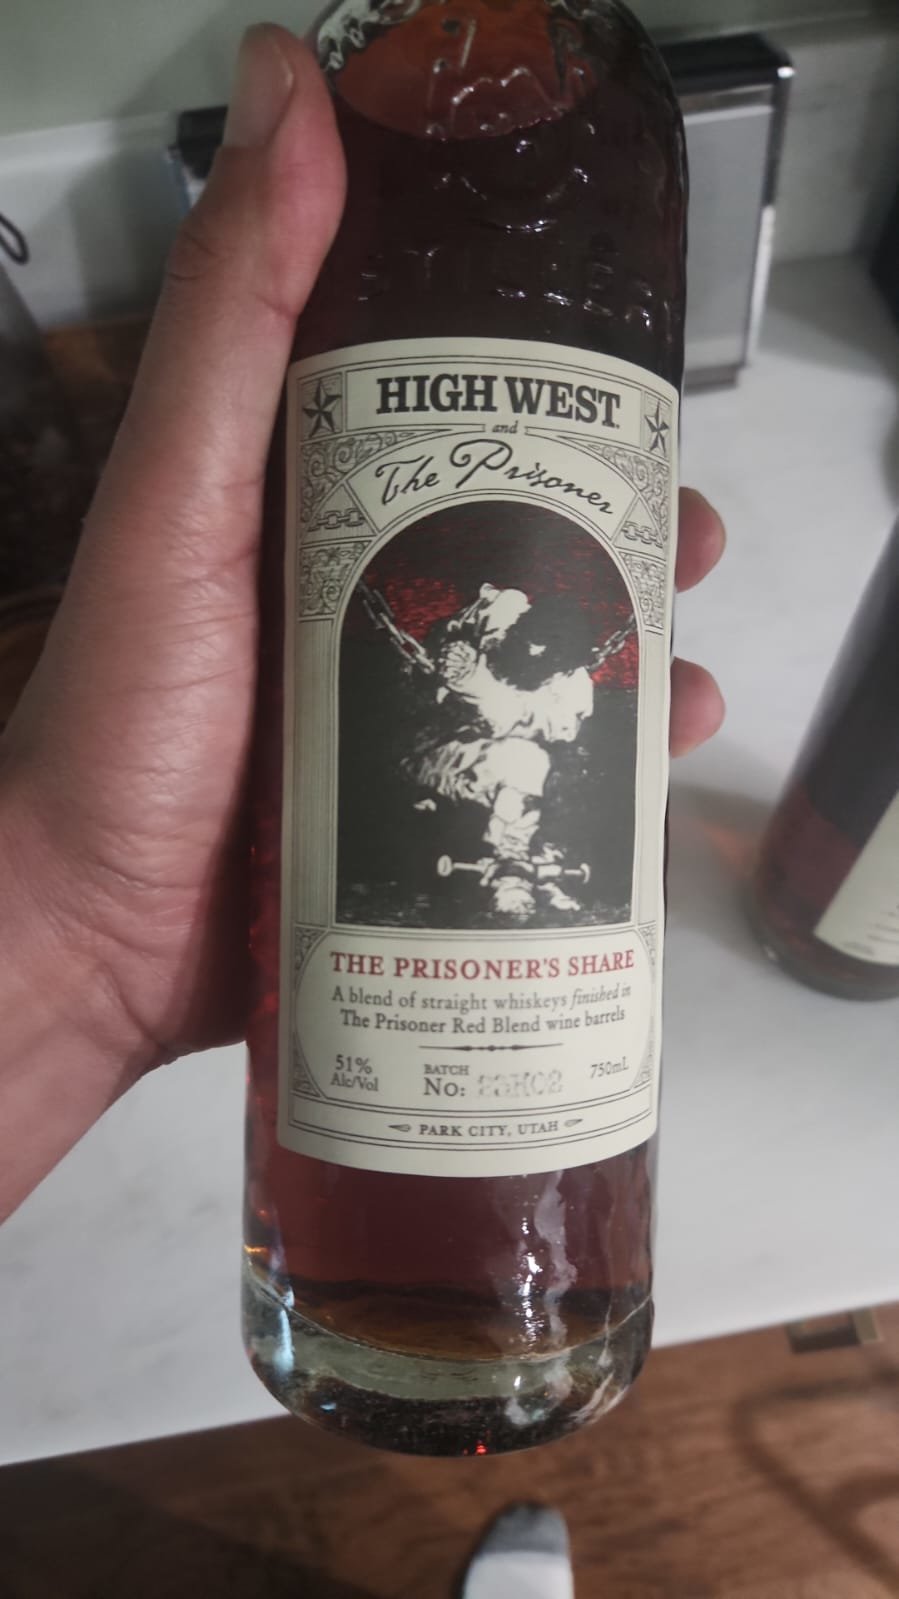 HIGH WEST
and
The Prisoner
THE PRISONER'S SHARE
A blend of straight whiskeys finished in
The Prisoner Red Blend wine barrels
51%
Alc/Vol
BATCH
No: 23H02
750mL
PARK CITY, UTAH